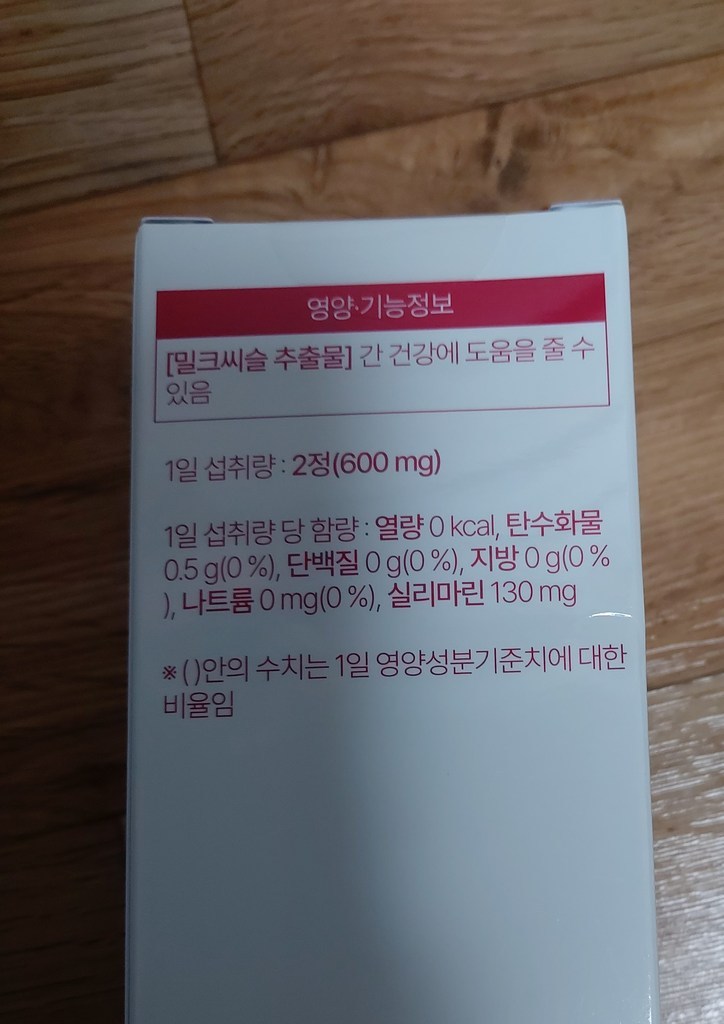 영양·기능정보
[밀크씨슬 추출물] 간 건강에 도움을 줄 수
있음
1일 섭취량 : 2정(600 mg)
1일 섭취량 당 함량 : 열량 0 kcal, 탄수화물
0.5 g(0 %), 단백질 0 g(0 %), 지방 0 g(0 %
), 나트륨 0 mg(0 %), 실리마린 130 mg
※ ( )안의 수치는 1일 영양성분기준치에 대한
비율임